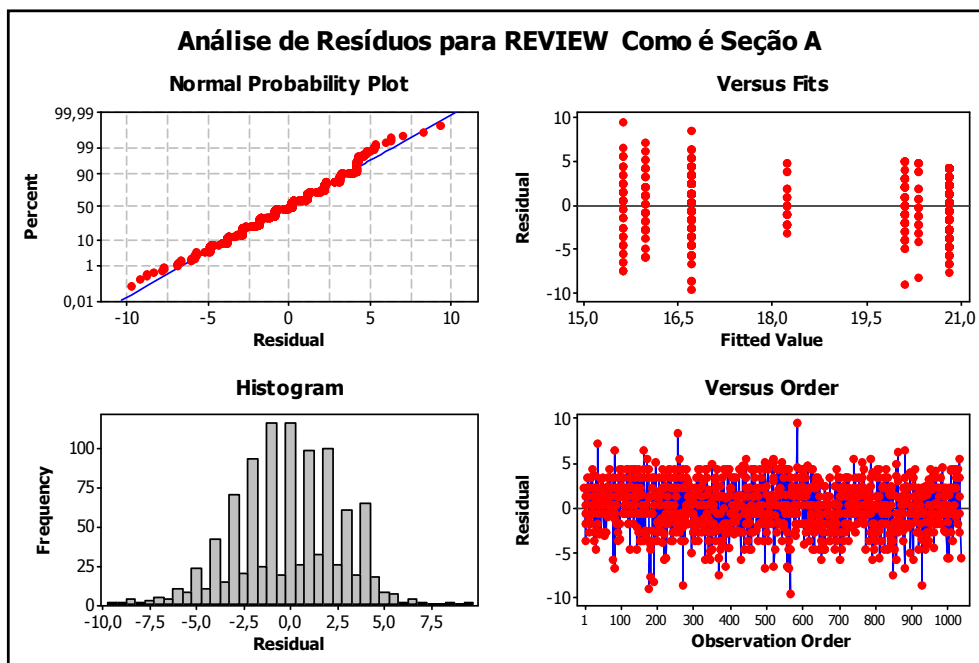 Análise de Resíduos para REVIEW Como é Seção A
Normal Probability Plot
Percent
99,99
99
90
50
10
1
0,01
-10 -5 0 5 10
Residual
Versus Fits
Residual
10
5
0
-5
-10
15,0 16,5 18,0 19,5 21,0
Fitted Value
Histogram
Frequency
100
75
50
25
0
-10,0 -7,5 -5,0 -2,5 0,0 2,5 5,0 7,5
Residual
Versus Order
Residual
10
5
0
-5
-10
1 100 200 300 400 500 600 700 800 900 1000
Observation Order